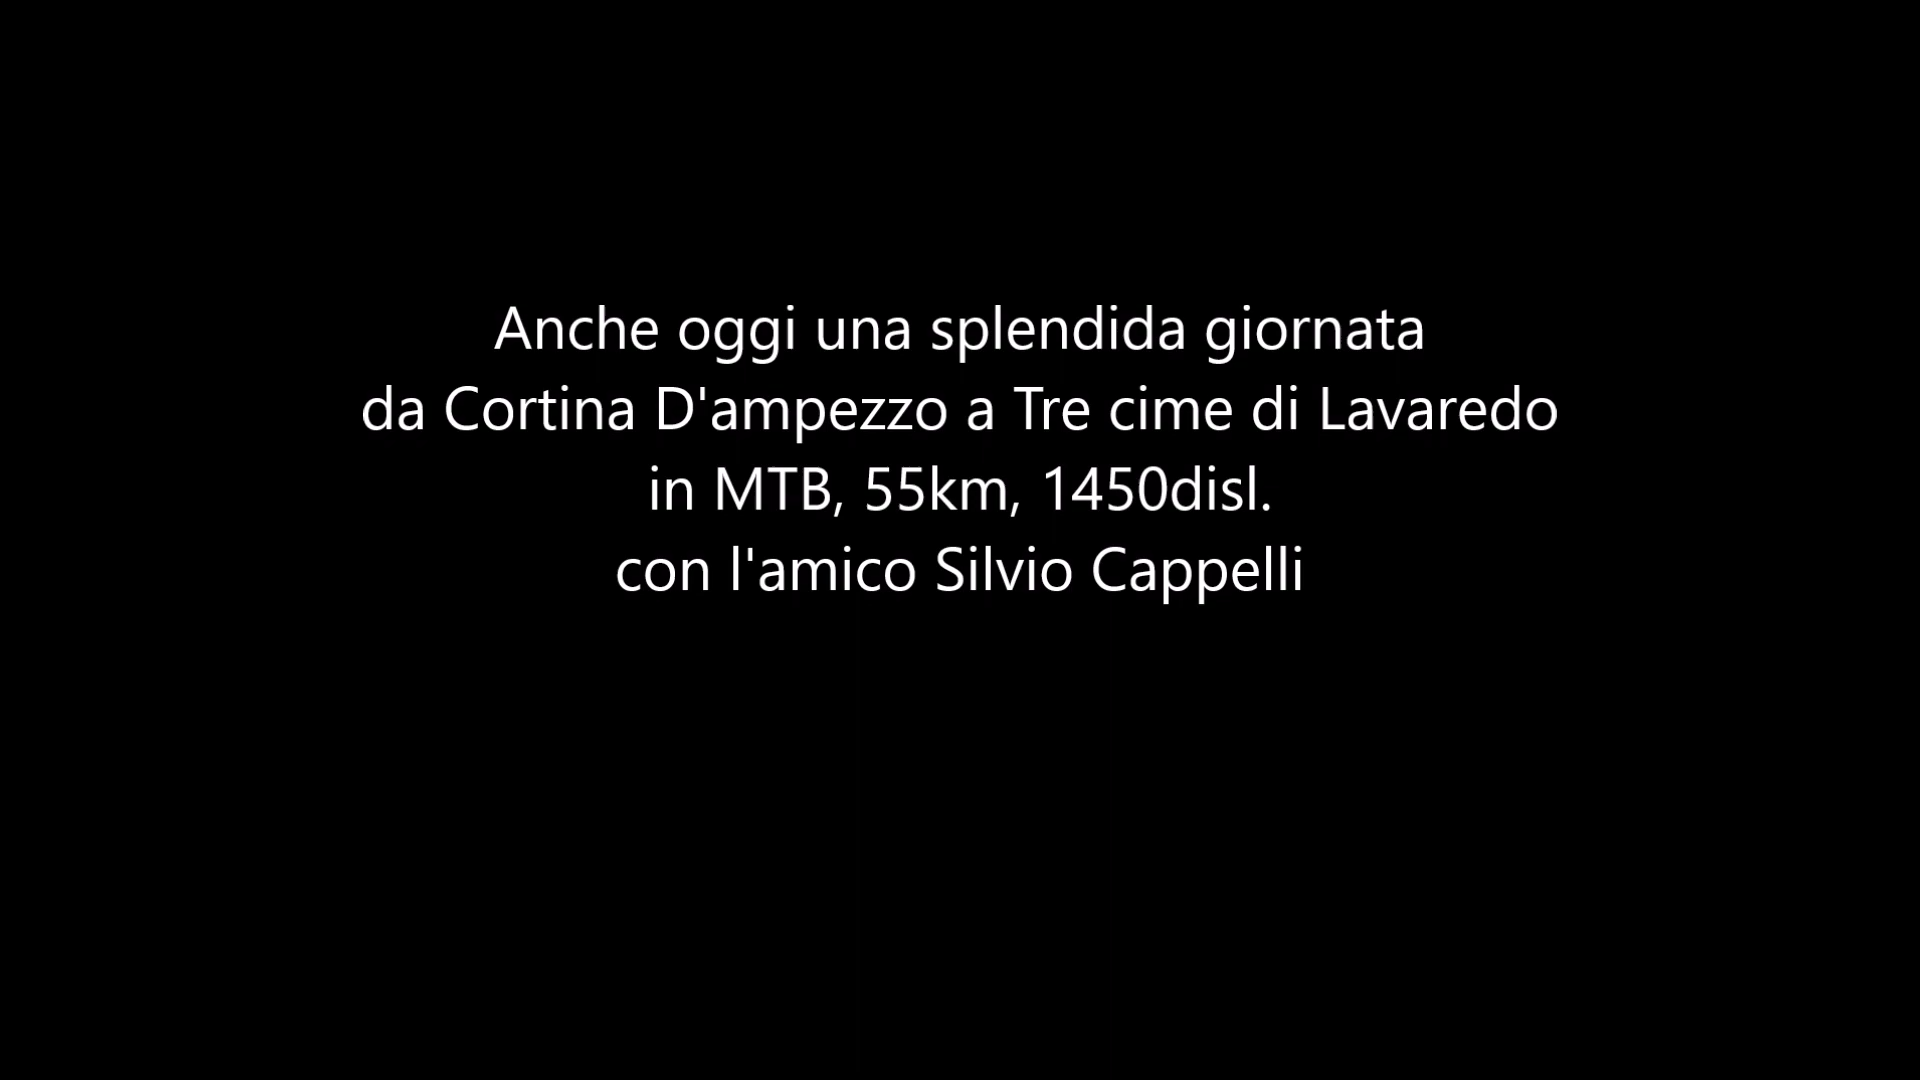 Anche oggi una splendida giornata
da Cortina D'ampezzo a Tre cime di Lavaredo
in MTB, 55km, 1450disl.
con l'amico Silvio Cappelli